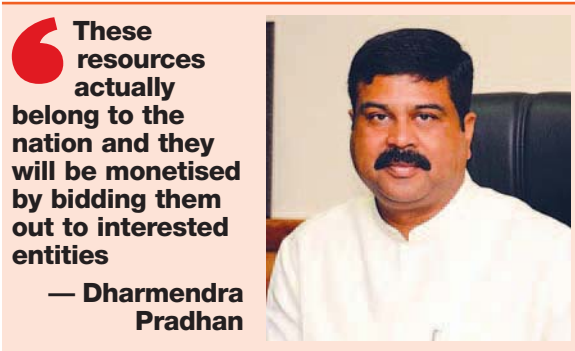 These
resources
actually
belong to the
nation and they
will be monetised
by bidding them
out to interested
entities
— Dharmendra
Pradhan